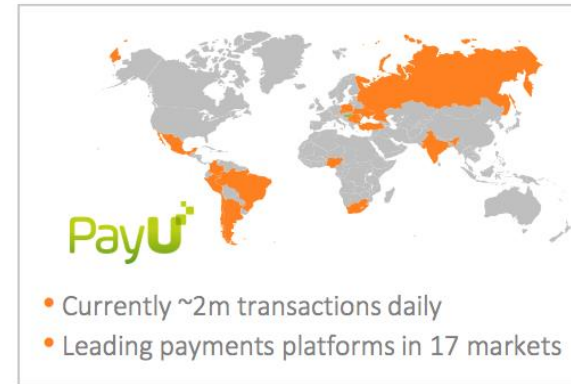 PayU
• Currently ~2m transactions daily
• Leading payments platforms in 17 markets